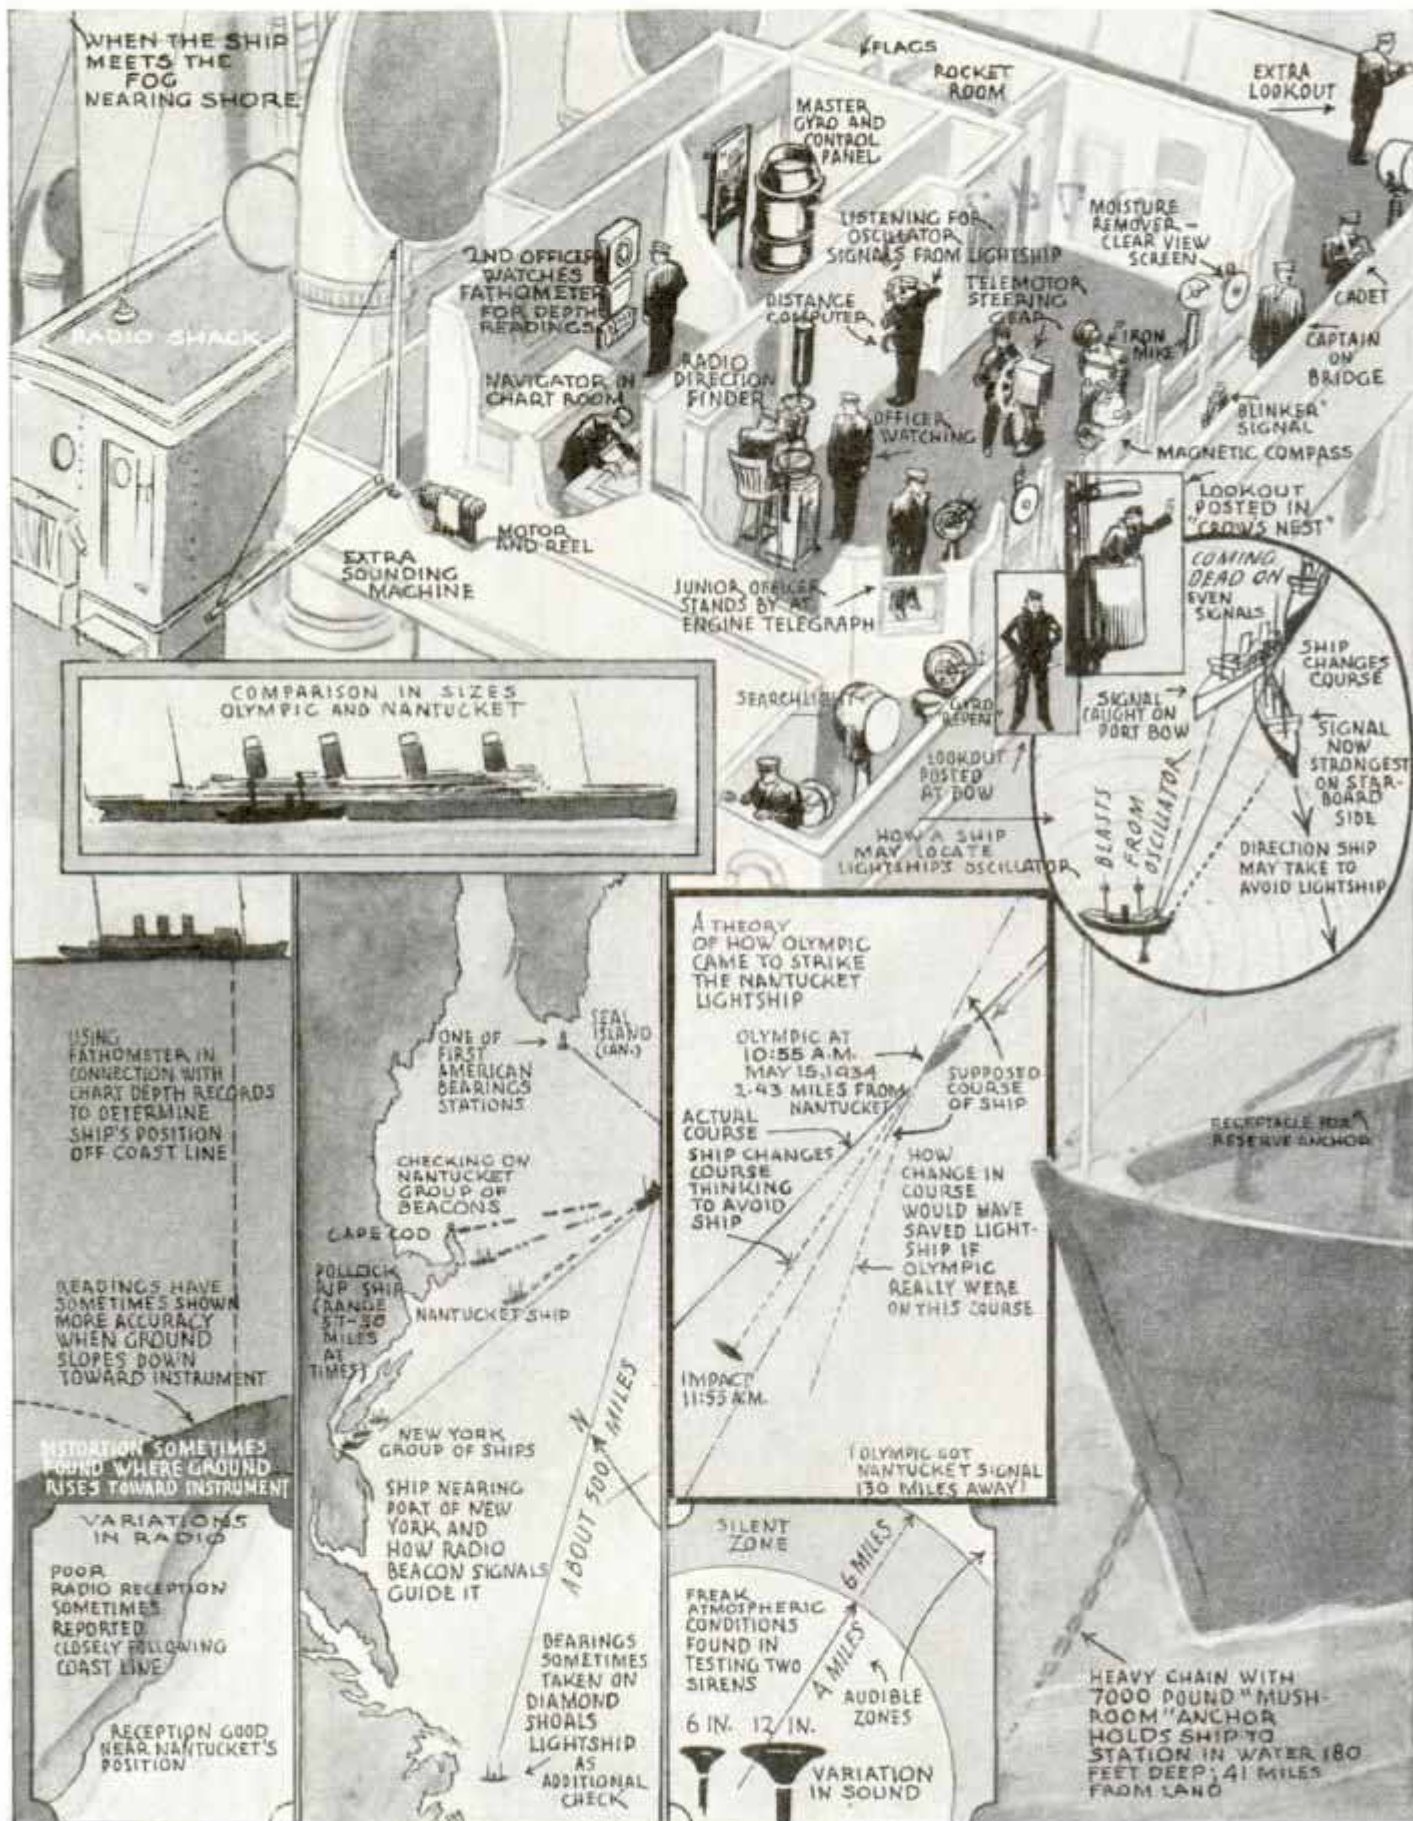 WHEN THE SHIP
MEETS THE
FOG
NEARING SHORE
FLAGS
ROCKET
ROOM
EXTRA
LOOKOUT
MASTER
GYRO AND
CONTROL
PANEL
2ND OFFICER
WATCHES
FATHOMETER
FOR DEPTH
READINGS
LISTENING FOR
OSCILLATOR
SIGNALS FROM LIGHTSHIP
MOISTURE
REMOVER -
CLEAR VIEW
SCREEN
CADET
DISTANCE
COMPUTER
TELEMOTOR
STEERING
GEAR
IRON
MIKE
CAPTAIN
ON
BRIDGE
RADIO SHACK
NAVIGATOR IN
CHART ROOM
RADIO
DIRECTION
FINDER
OFFICER
WATCHING
"BLINKER"
SIGNAL
MAGNETIC COMPASS
MOTOR
AND REEL
EXTRA
SOUNDING
MACHINE
JUNIOR OFFICER
STANDS BY AT
ENGINE TELEGRAPH
LOOKOUT
POSTED IN
"CROWS NEST"
SEARCHLIGHT
"GYRO
REPEAT"
LOOKOUT
POSTED
AT BOW
HOW A SHIP
MAY LOCATE
LIGHTSHIP'S OSCILLATOR
COMING
DEAD ON
EVEN
SIGNALS
SHIP
CHANGES
COURSE
SIGNAL
CAUGHT ON
PORT BOW
SIGNAL
NOW
STRONGEST
ON STAR-
BOARD
SIDE
BLASTS
FROM
OSCILLATOR
DIRECTION SHIP
MAY TAKE TO
AVOID LIGHTSHIP
COMPARISON IN SIZES
OLYMPIC AND NANTUCKET
USING
FATHOMETER IN
CONNECTION WITH
CHART DEPTH RECORDS
TO DETERMINE
SHIP'S POSITION
OFF COAST LINE
READINGS HAVE
SOMETIMES SHOWN
MORE ACCURACY
WHEN GROUND
SLOPES DOWN
TOWARD INSTRUMENT
DISTORTION SOMETIMES
FOUND WHERE GROUND
RISES TOWARD INSTRUMENT
VARIATIONS
IN RADIO
POOR
RADIO RECEPTION
SOMETIMES
REPORTED
CLOSELY FOLLOWING
COAST LINE
RECEPTION GOOD
NEAR NANTUCKET'S
POSITION
ONE OF
FIRST
AMERICAN
BEARINGS
STATIONS
SEAL
ISLAND
(CAN.)
CHECKING ON
NANTUCKET
GROUP OF
BEACONS
CAPE COD
POLLOCK
RIP SHIP
(RANGE
MILES
AT
TIMES)
NANTUCKET SHIP
NEW YORK
GROUP OF SHIPS
SHIP NEARING
PORT OF NEW
YORK AND
HOW RADIO
BEACON SIGNALS
GUIDE IT
N
ABOUT 500 MILES
BEARINGS
SOMETIMES
TAKEN ON
DIAMOND
SHOALS
LIGHTSHIP
AS
ADDITIONAL
CHECK
A THEORY
OF HOW OLYMPIC
CAME TO STRIKE
THE NANTUCKET
LIGHTSHIP
OLYMPIC AT
10:55 A.M.
MAY 15, 1934
2.43 MILES FROM
NANTUCKET
SUPPOSED
COURSE
OF SHIP
ACTUAL
COURSE
SHIP CHANGES
COURSE
THINKING
TO AVOID
SHIP
HOW
CHANGE IN
COURSE
WOULD HAVE
SAVED LIGHT-
SHIP IF
OLYMPIC
REALLY WERE
ON THIS COURSE
IMPACT
11:55 A.M.
(OLYMPIC GOT
NANTUCKET SIGNAL
130 MILES AWAY)
SILENT
ZONE
6 MILES
FREAK
ATMOSPHERIC
CONDITIONS
FOUND IN
TESTING TWO
SIRENS
4 MILES
AUDIBLE
ZONES
6 IN. 12 IN.
VARIATION
IN SOUND
RECEPTACLE FOR
RESERVE ANCHOR
HEAVY CHAIN WITH
7000 POUND "MUSH-
ROOM" ANCHOR
HOLDS SHIP TO
STATION IN WATER 180
FEET DEEP; 41 MILES
FROM LAND